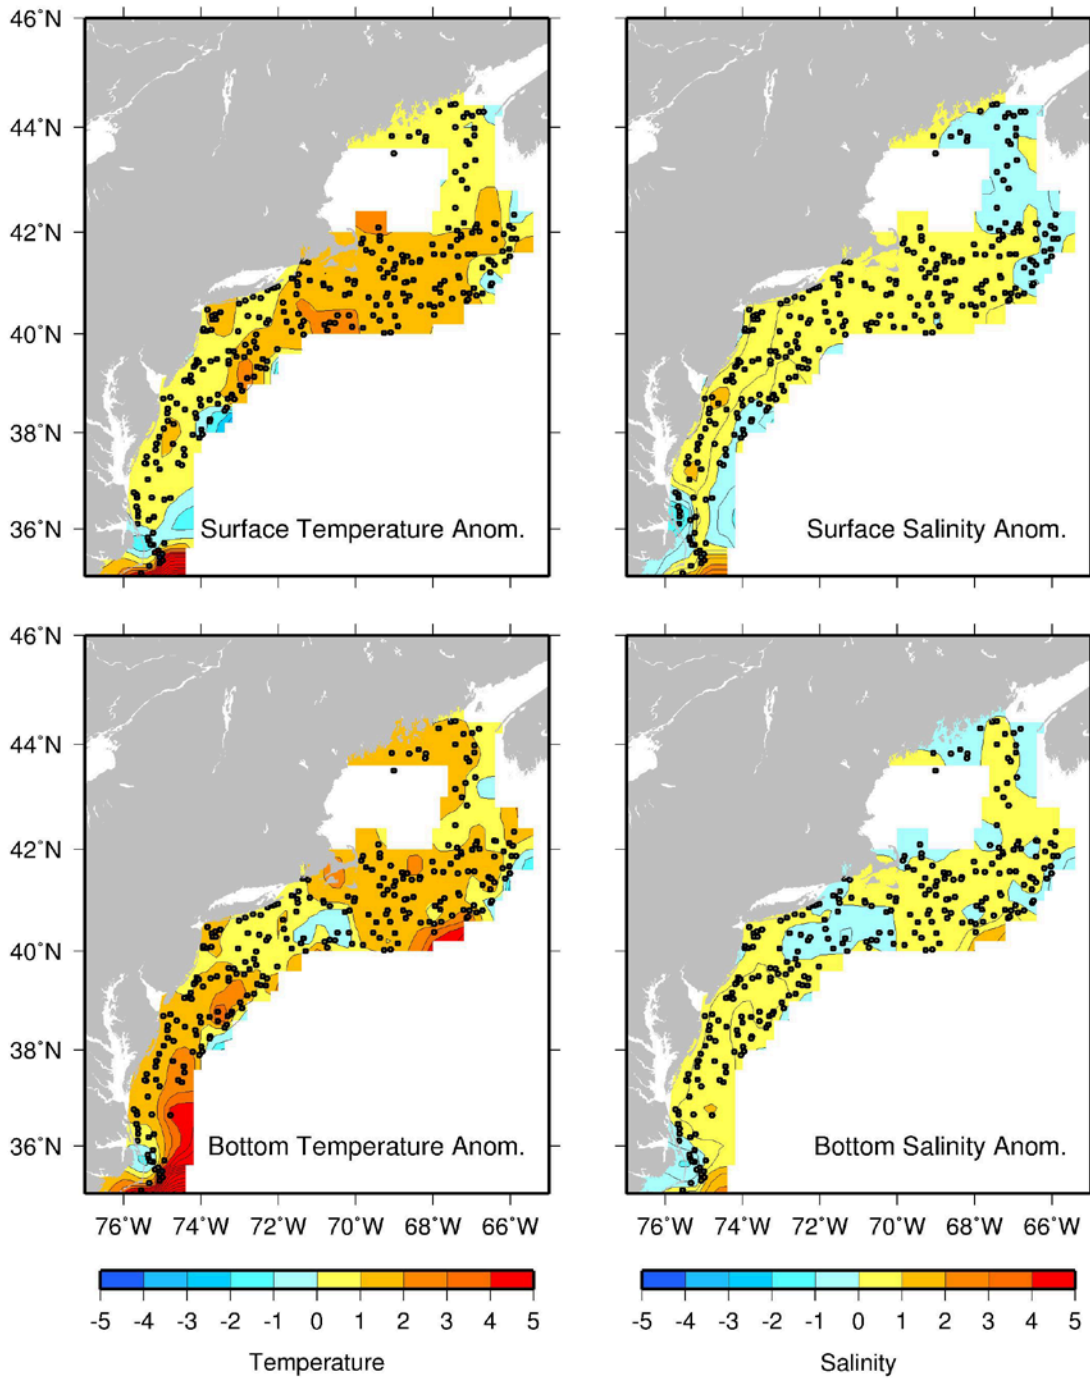 46°N
44°N
42°N
40°N
38°N
36°N
Surface Temperature Anom.
Surface Salinity Anom.
46°N
44°N
42°N
40°N
38°N
36°N
Bottom Temperature Anom.
Bottom Salinity Anom.
76°W 74°W 72°W 70°W 68°W 66°W
76°W 74°W 72°W 70°W 68°W 66°W
-5 -4 -3 -2 -1 0 1 2 3 4 5
-5 -4 -3 -2 -1 0 1 2 3 4 5
Temperature
Salinity